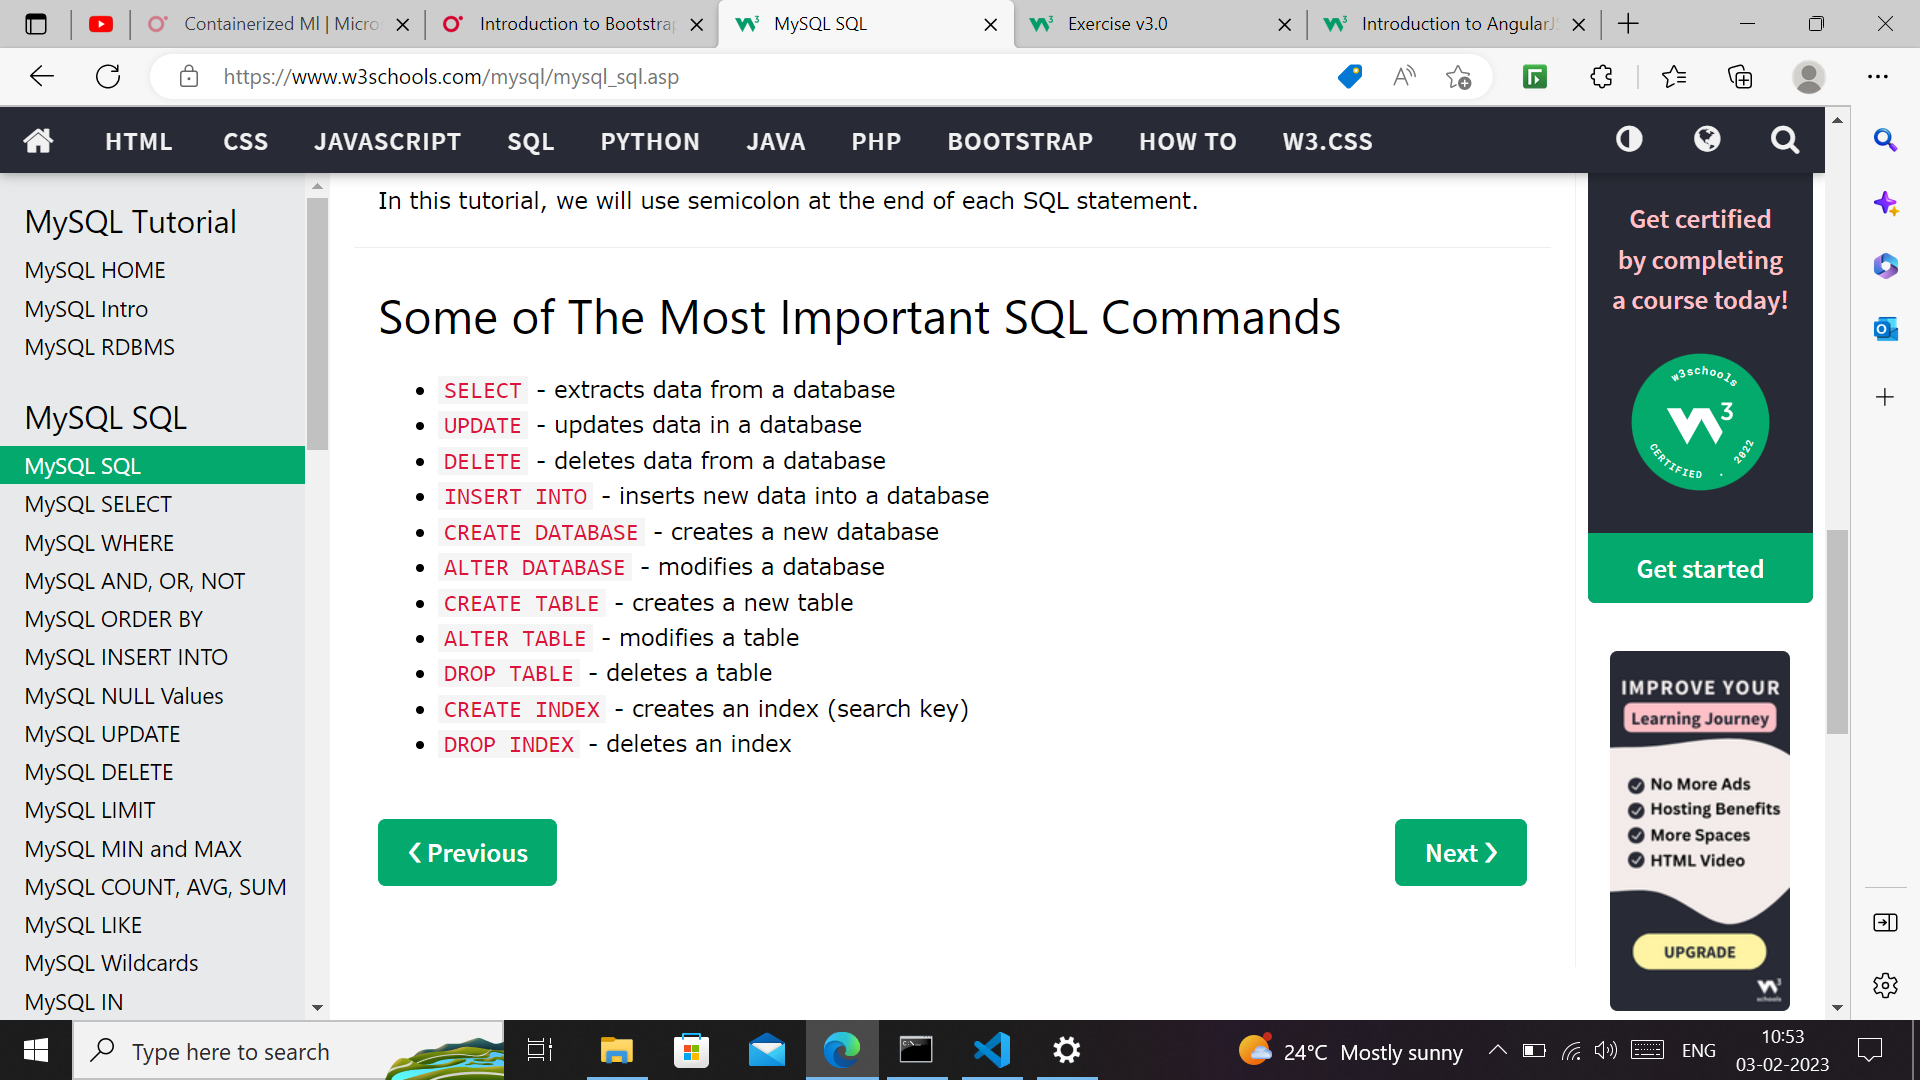 Containerized Ml | Micro
Introduction to Bootstrap
MySQL SQL
Exercise v3.0
Introduction to AngularJS
https://www.w3schools.com/mysql/mysql_sql.asp
HTML CSS JAVASCRIPT SQL PYTHON JAVA PHP BOOTSTRAP HOW TO W3.CSS
MySQL Tutorial
MySQL HOME
MySQL Intro
MySQL RDBMS
MySQL SQL
MySQL SQL
MySQL SELECT
MySQL WHERE
MySQL AND, OR, NOT
MySQL ORDER BY
MySQL INSERT INTO
MySQL NULL Values
MySQL UPDATE
MySQL DELETE
MySQL LIMIT
MySQL MIN and MAX
MySQL COUNT, AVG, SUM
MySQL LIKE
MySQL Wildcards
MySQL IN
In this tutorial, we will use semicolon at the end of each SQL statement.
Some of The Most Important SQL Commands
• SELECT - extracts data from a database
• UPDATE - updates data in a database
• DELETE - deletes data from a database
• INSERT INTO - inserts new data into a database
• CREATE DATABASE - creates a new database
• ALTER DATABASE - modifies a database
• CREATE TABLE - creates a new table
• ALTER TABLE - modifies a table
• DROP TABLE - deletes a table
• CREATE INDEX - creates an index (search key)
• DROP INDEX - deletes an index
❮ Previous
Next ❯
Get certified
by completing
a course today!
w3schools
W3
CERTIFIED . 2022
Get started
IMPROVE YOUR
Learning Journey
No More Ads
Hosting Benefits
More Spaces
HTML Video
UPGRADE
W3
schools
Type here to search
24°C Mostly sunny
ENG
10:53
03-02-2023